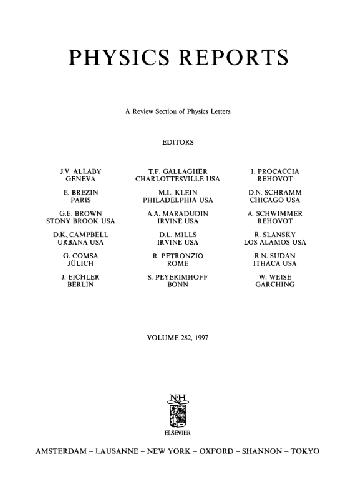 PHYSICS REPORTS
A Review Section of Physics Letters
EDITORS
J.V. ALLABY
GENEVA
E. BREZIN
PARIS
G.E. BROWN
STONY BROOK USA
D.K. CAMPBELL
URBANA USA
G. COMSA
JÜLICH
J. EICHLER
BERLIN
T.F. GALLAGHER
CHARLOTTESVILLE USA
M.L. KLEIN
PHILADELPHIA USA
A.A. MARADUDIN
IRVINE USA
D.L. MILLS
IRVINE USA
R. PETRONZIO
ROME
S. PEYERIMHOFF
BONN
I. PROCACCIA
REHOVOT
D.N. SCHRAMM
CHICAGO USA
A. SCHWIMMER
REHOVOT
R. SLANSKY
LOS ALAMOS USA
R.N. SUDAN
ITHACA USA
W. WEISE
GARCHING
VOLUME 282, 1997
NH
ELSEVIER
AMSTERDAM – LAUSANNE – NEW YORK – OXFORD – SHANNON – TOKYO